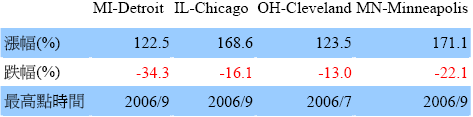 MI-Detroit IL-Chicago OH-Cleveland MN-Minneapolis
漲幅(%) 122.5 168.6 123.5 171.1
跌幅(%) -34.3 -16.1 -13.0 -22.1
最高點時間 2006/9 2006/9 2006/7 2006/9